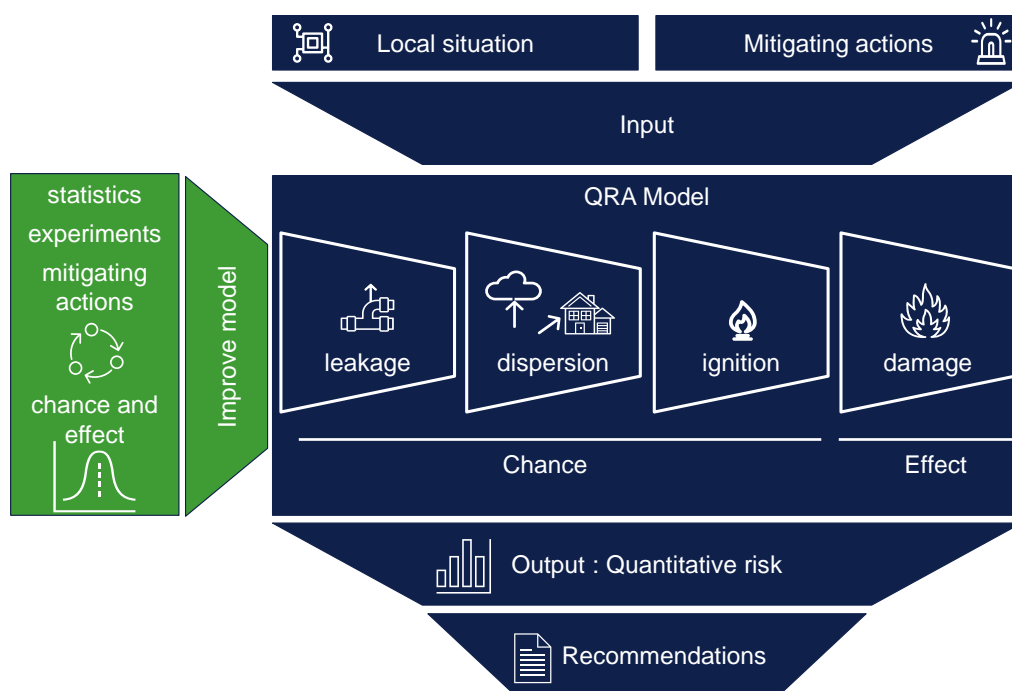 Local situation
Mitigating actions
Input
statistics
experiments
mitigating
actions
chance and
effect
Improve model
QRA Model
leakage
dispersion
ignition
damage
Chance
Effect
Output : Quantitative risk
Recommendations